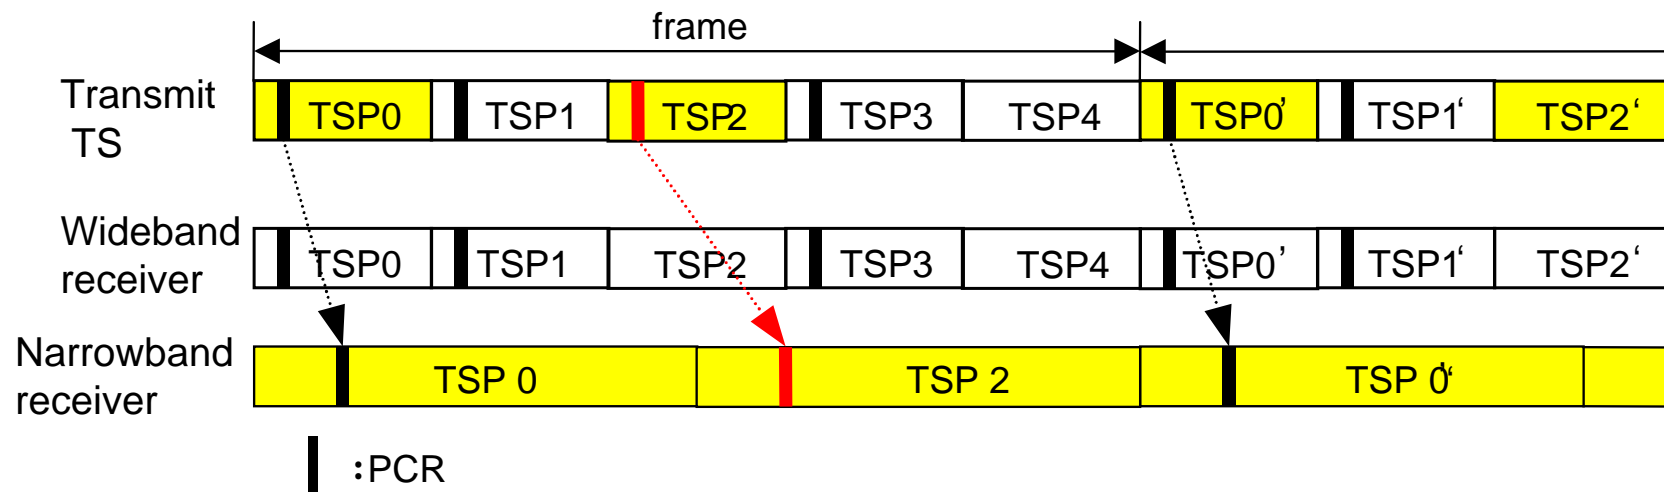 frame
Transmit
TS
TSP0 TSP1 TSP2 TSP3 TSP4 TSP0’ TSP1‘ TSP2‘
Wideband
receiver
TSP0 TSP1 TSP2 TSP3 TSP4 TSP0’ TSP1‘ TSP2‘
Narrowband
receiver
TSP 0 TSP 2 TSP 0‘
:PCR